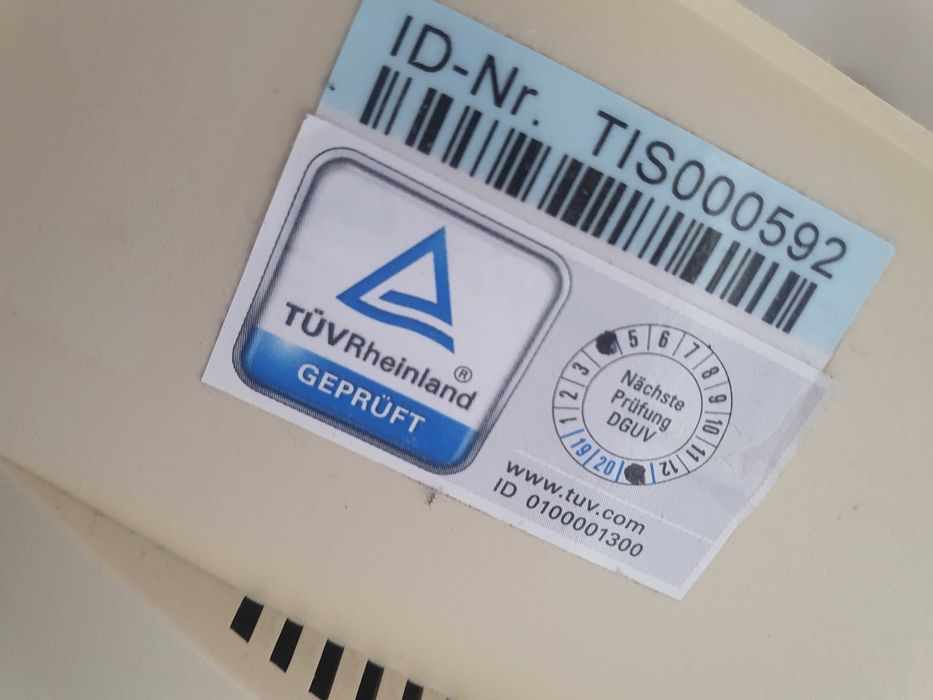 ID-Nr. TIS000592
TÜVRheinland®
GEPRÜFT
1 2 3 5 6 7 8 9 10 11 12
19 20
Nächste
Prüfung
DGUV
www.tuv.com
ID 0100001300